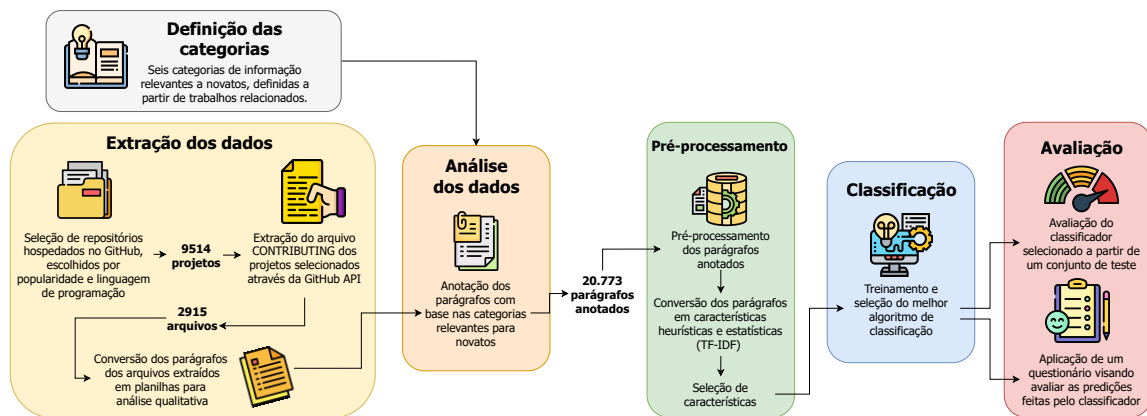 Definição das
categorias
Seis categorias de informação
relevantes a novatos, definidas a
partir de trabalhos relacionados.
Extração dos dados
Seleção de repositórios
hospedados no GitHub,
escolhidos por
popularidade e linguagem
de programação
9514
projetos
Extração do arquivo
CONTRIBUTING dos
projetos selecionados
através da GitHub API
2915
arquivos
Conversão dos parágrafos
dos arquivos extraídos
em planilhas para
análise qualitativa
Análise
dos dados
Anotação dos
parágrafos com
base nas categorias
relevantes para
novatos
20.773
parágrafos
anotados
Pré-processamento
Pré-processamento
dos parágrafos
anotados
Conversão dos parágrafos
em características
heurísticas e estatísticas
(TF-IDF)
Seleção de
características
Classificação
Treinamento e
seleção do melhor
algoritmo de
classificação
Avaliação
Avaliação do
classificador
selecionado a partir de
um conjunto de teste
Aplicação de um
questionário visando
avaliar as predições
feitas pelo classificador